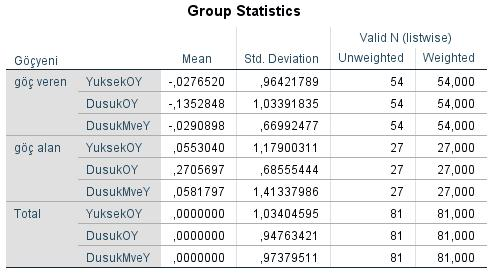 Group Statistics
Valid N (listwise)
Göçyeni Mean Std. Deviation Unweighted Weighted
göç veren YuksekOY -,0276520 ,96421789 54 54,000
DusukOY -,1352848 1,03391835 54 54,000
DusukMveY -,0290898 ,66992477 54 54,000
göç alan YuksekOY ,0553040 1,17900311 27 27,000
DusukOY ,2705697 ,68555444 27 27,000
DusukMveY ,0581797 1,41337986 27 27,000
Total YuksekOY ,0000000 1,03404595 81 81,000
DusukOY ,0000000 ,94763421 81 81,000
DusukMveY ,0000000 ,97379511 81 81,000